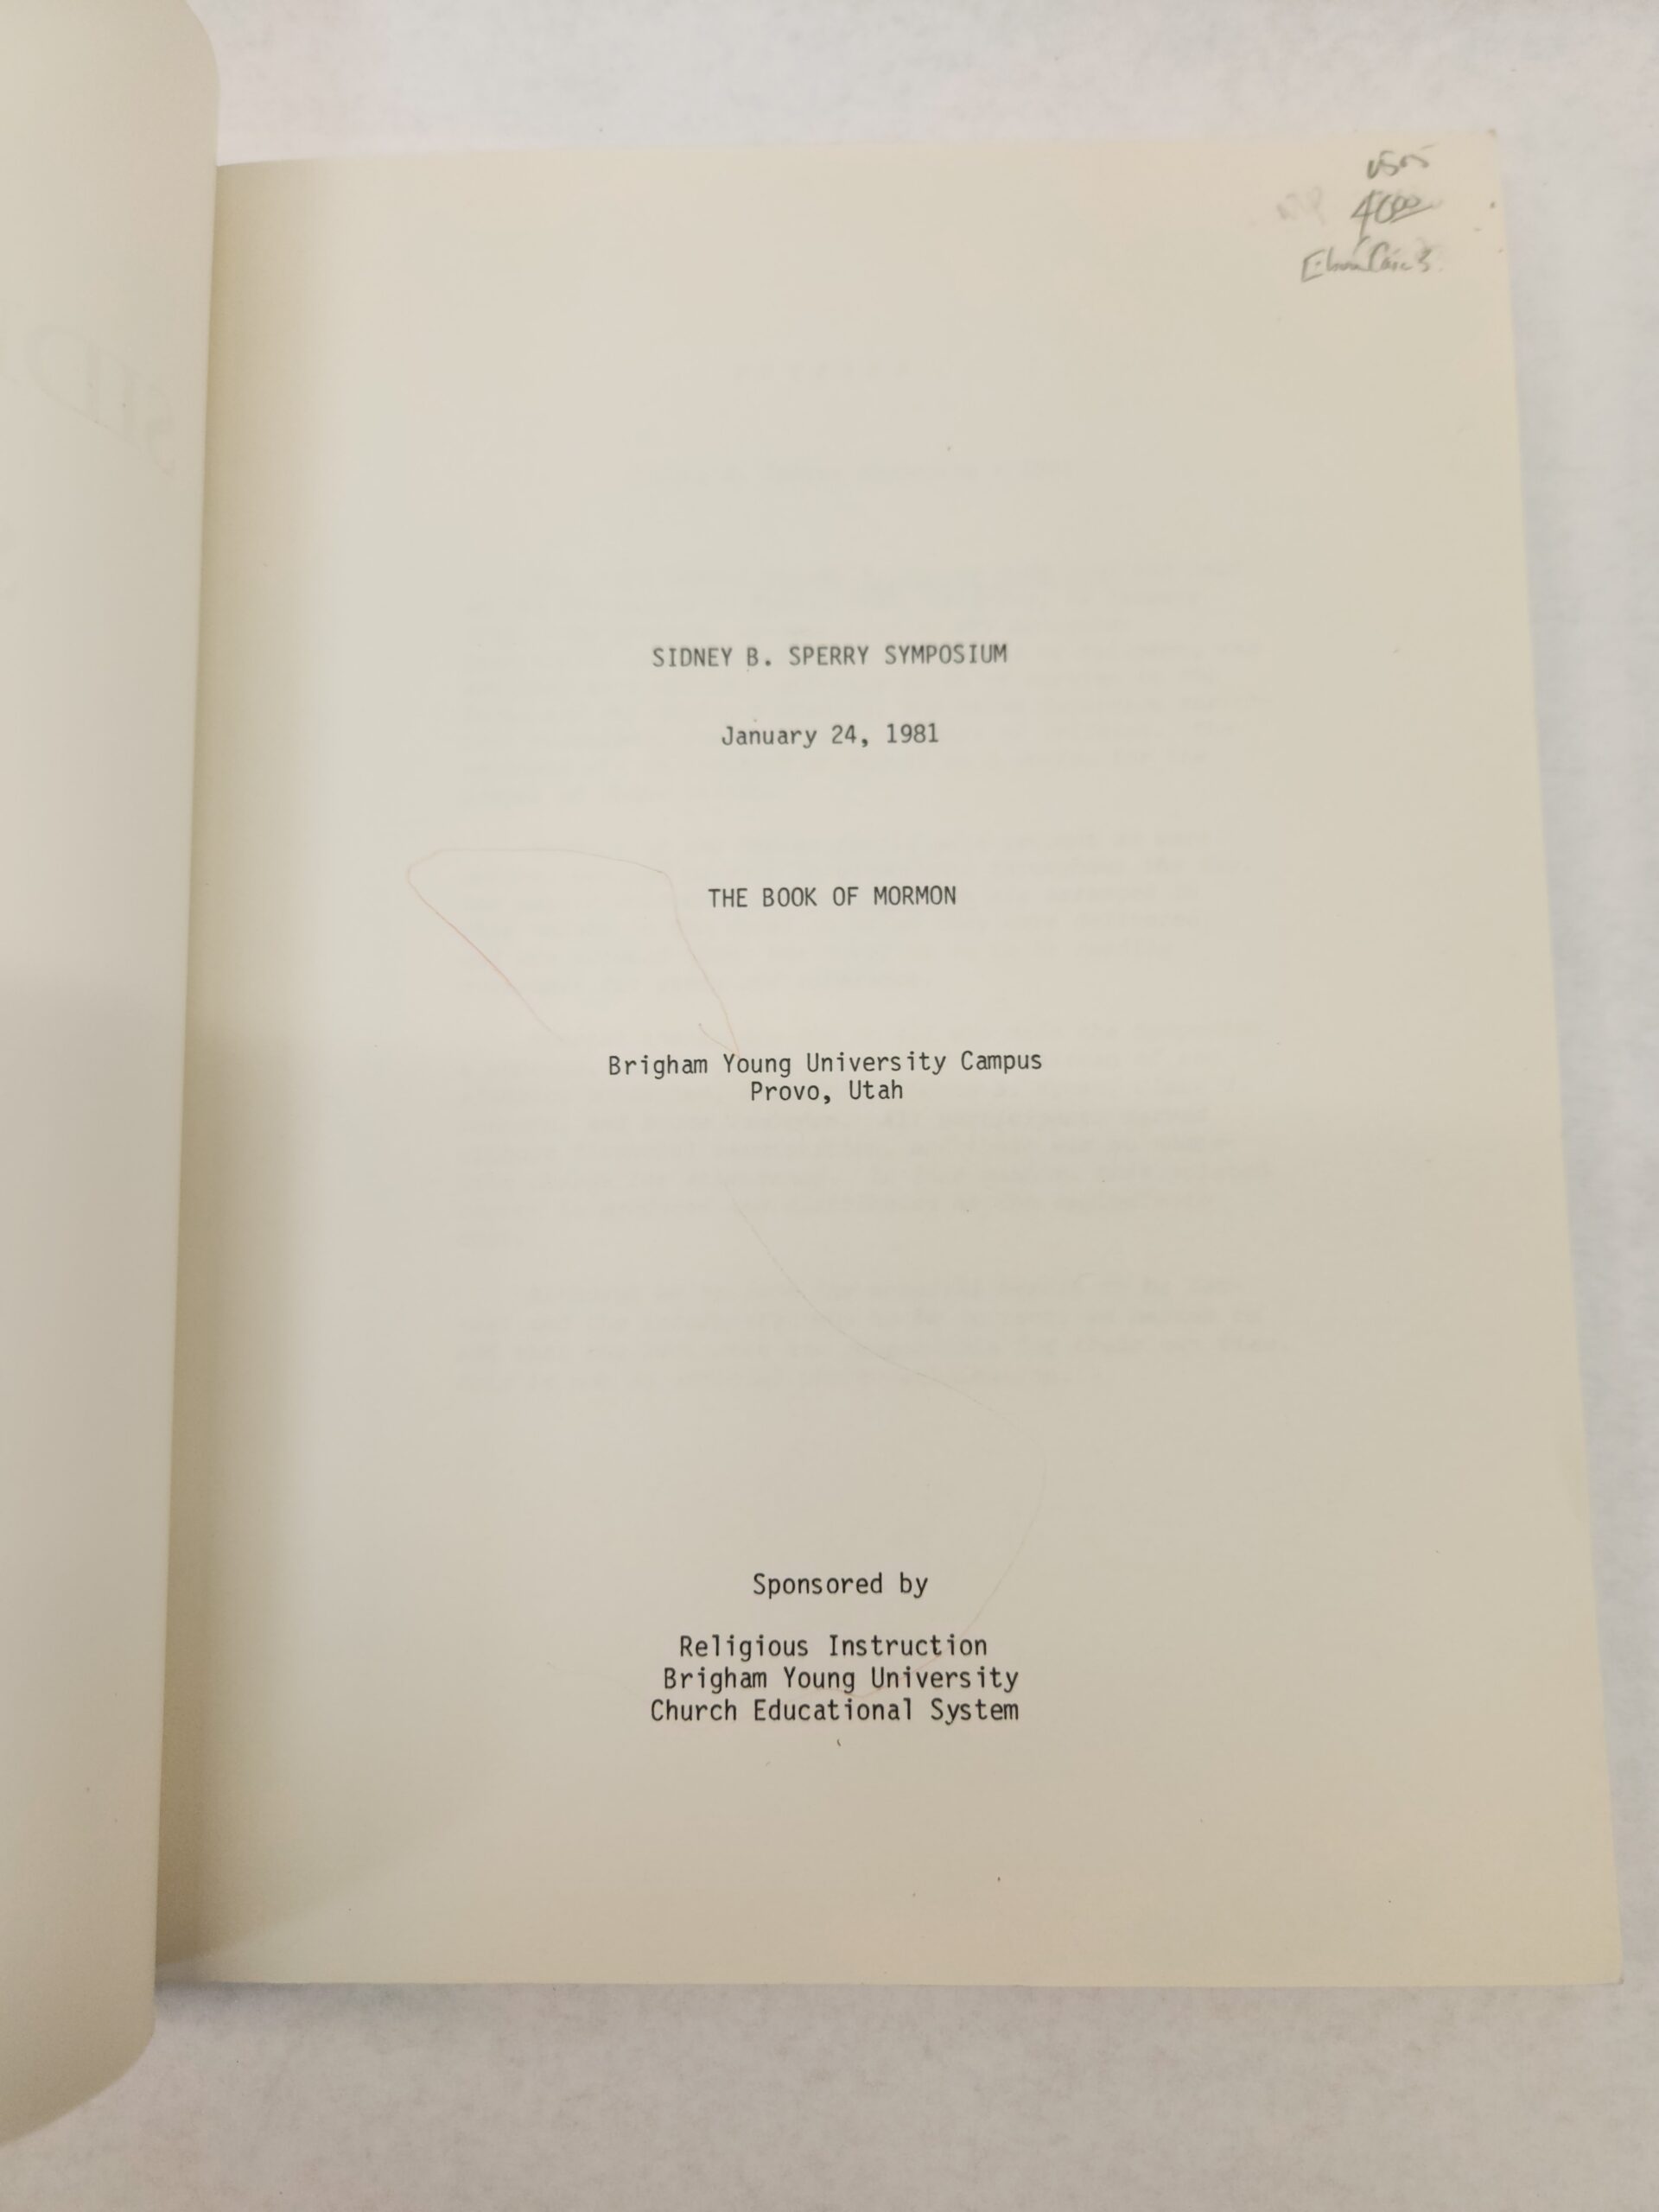 SIDNEY B. SPERRY SYMPOSIUM
January 24, 1981
THE BOOK OF MORMON
Brigham Young University Campus
Provo, Utah
Sponsored by
Religious Instruction
Brigham Young University
Church Educational System